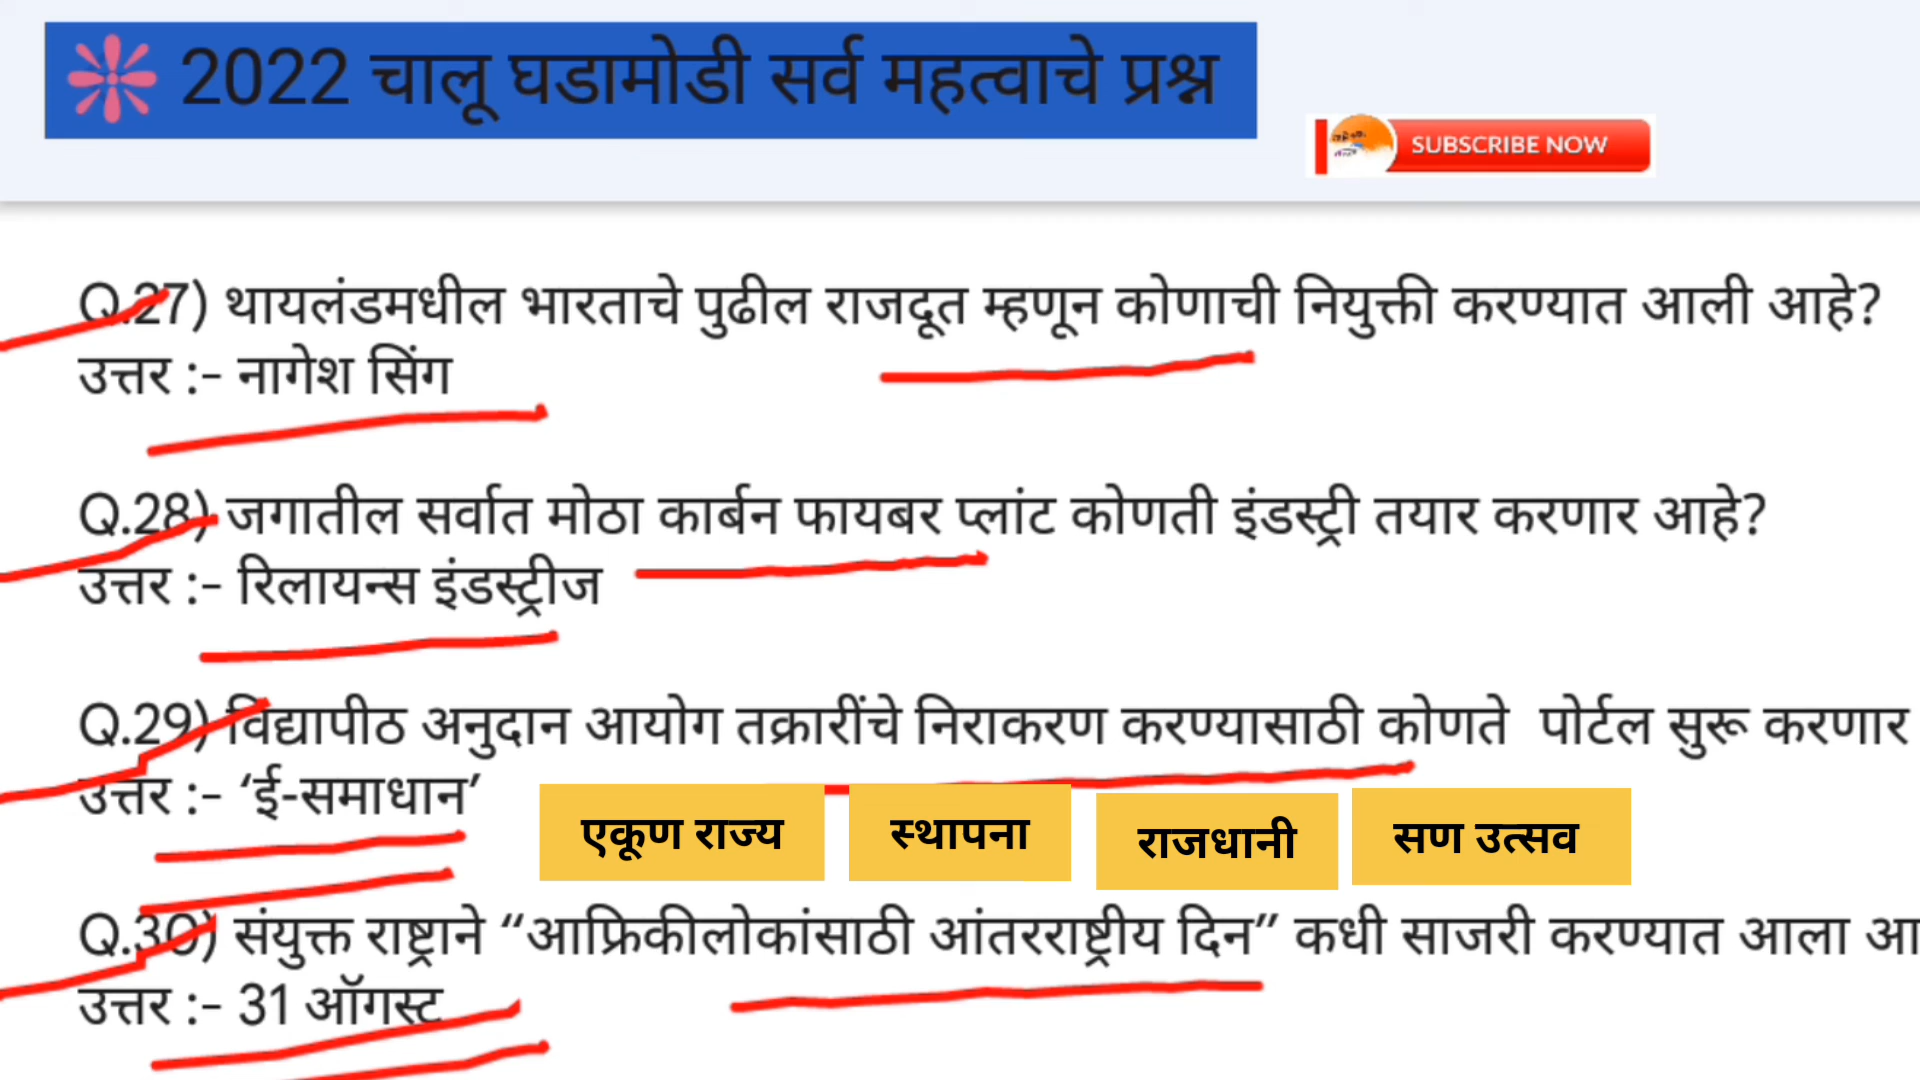 2022 चालू घडामोडी सर्व महत्वाचे प्रश्न
SUBSCRIBE NOW
Q.27) थायलंडमधील भारताचे पुढील राजदूत म्हणून कोणाची नियुक्ती करण्यात आली आहे?
उत्तर :- नागेश सिंग
Q.28) जगातील सर्वात मोठा कार्बन फायबर प्लांट कोणती इंडस्ट्री तयार करणार आहे?
उत्तर :- रिलायन्स इंडस्ट्रीज
Q.29) विद्यापीठ अनुदान आयोग तक्रारींचे निराकरण करण्यासाठी कोणते पोर्टल सुरू करणार
उत्तर :- ‘ई-समाधान’
एकूण राज्य स्थापना राजधानी सण उत्सव
Q.30) संयुक्त राष्ट्राने “आफ्रिकीलोकांसाठी आंतरराष्ट्रीय दिन” कधी साजरी करण्यात आला आ
उत्तर :- 31 ऑगस्ट